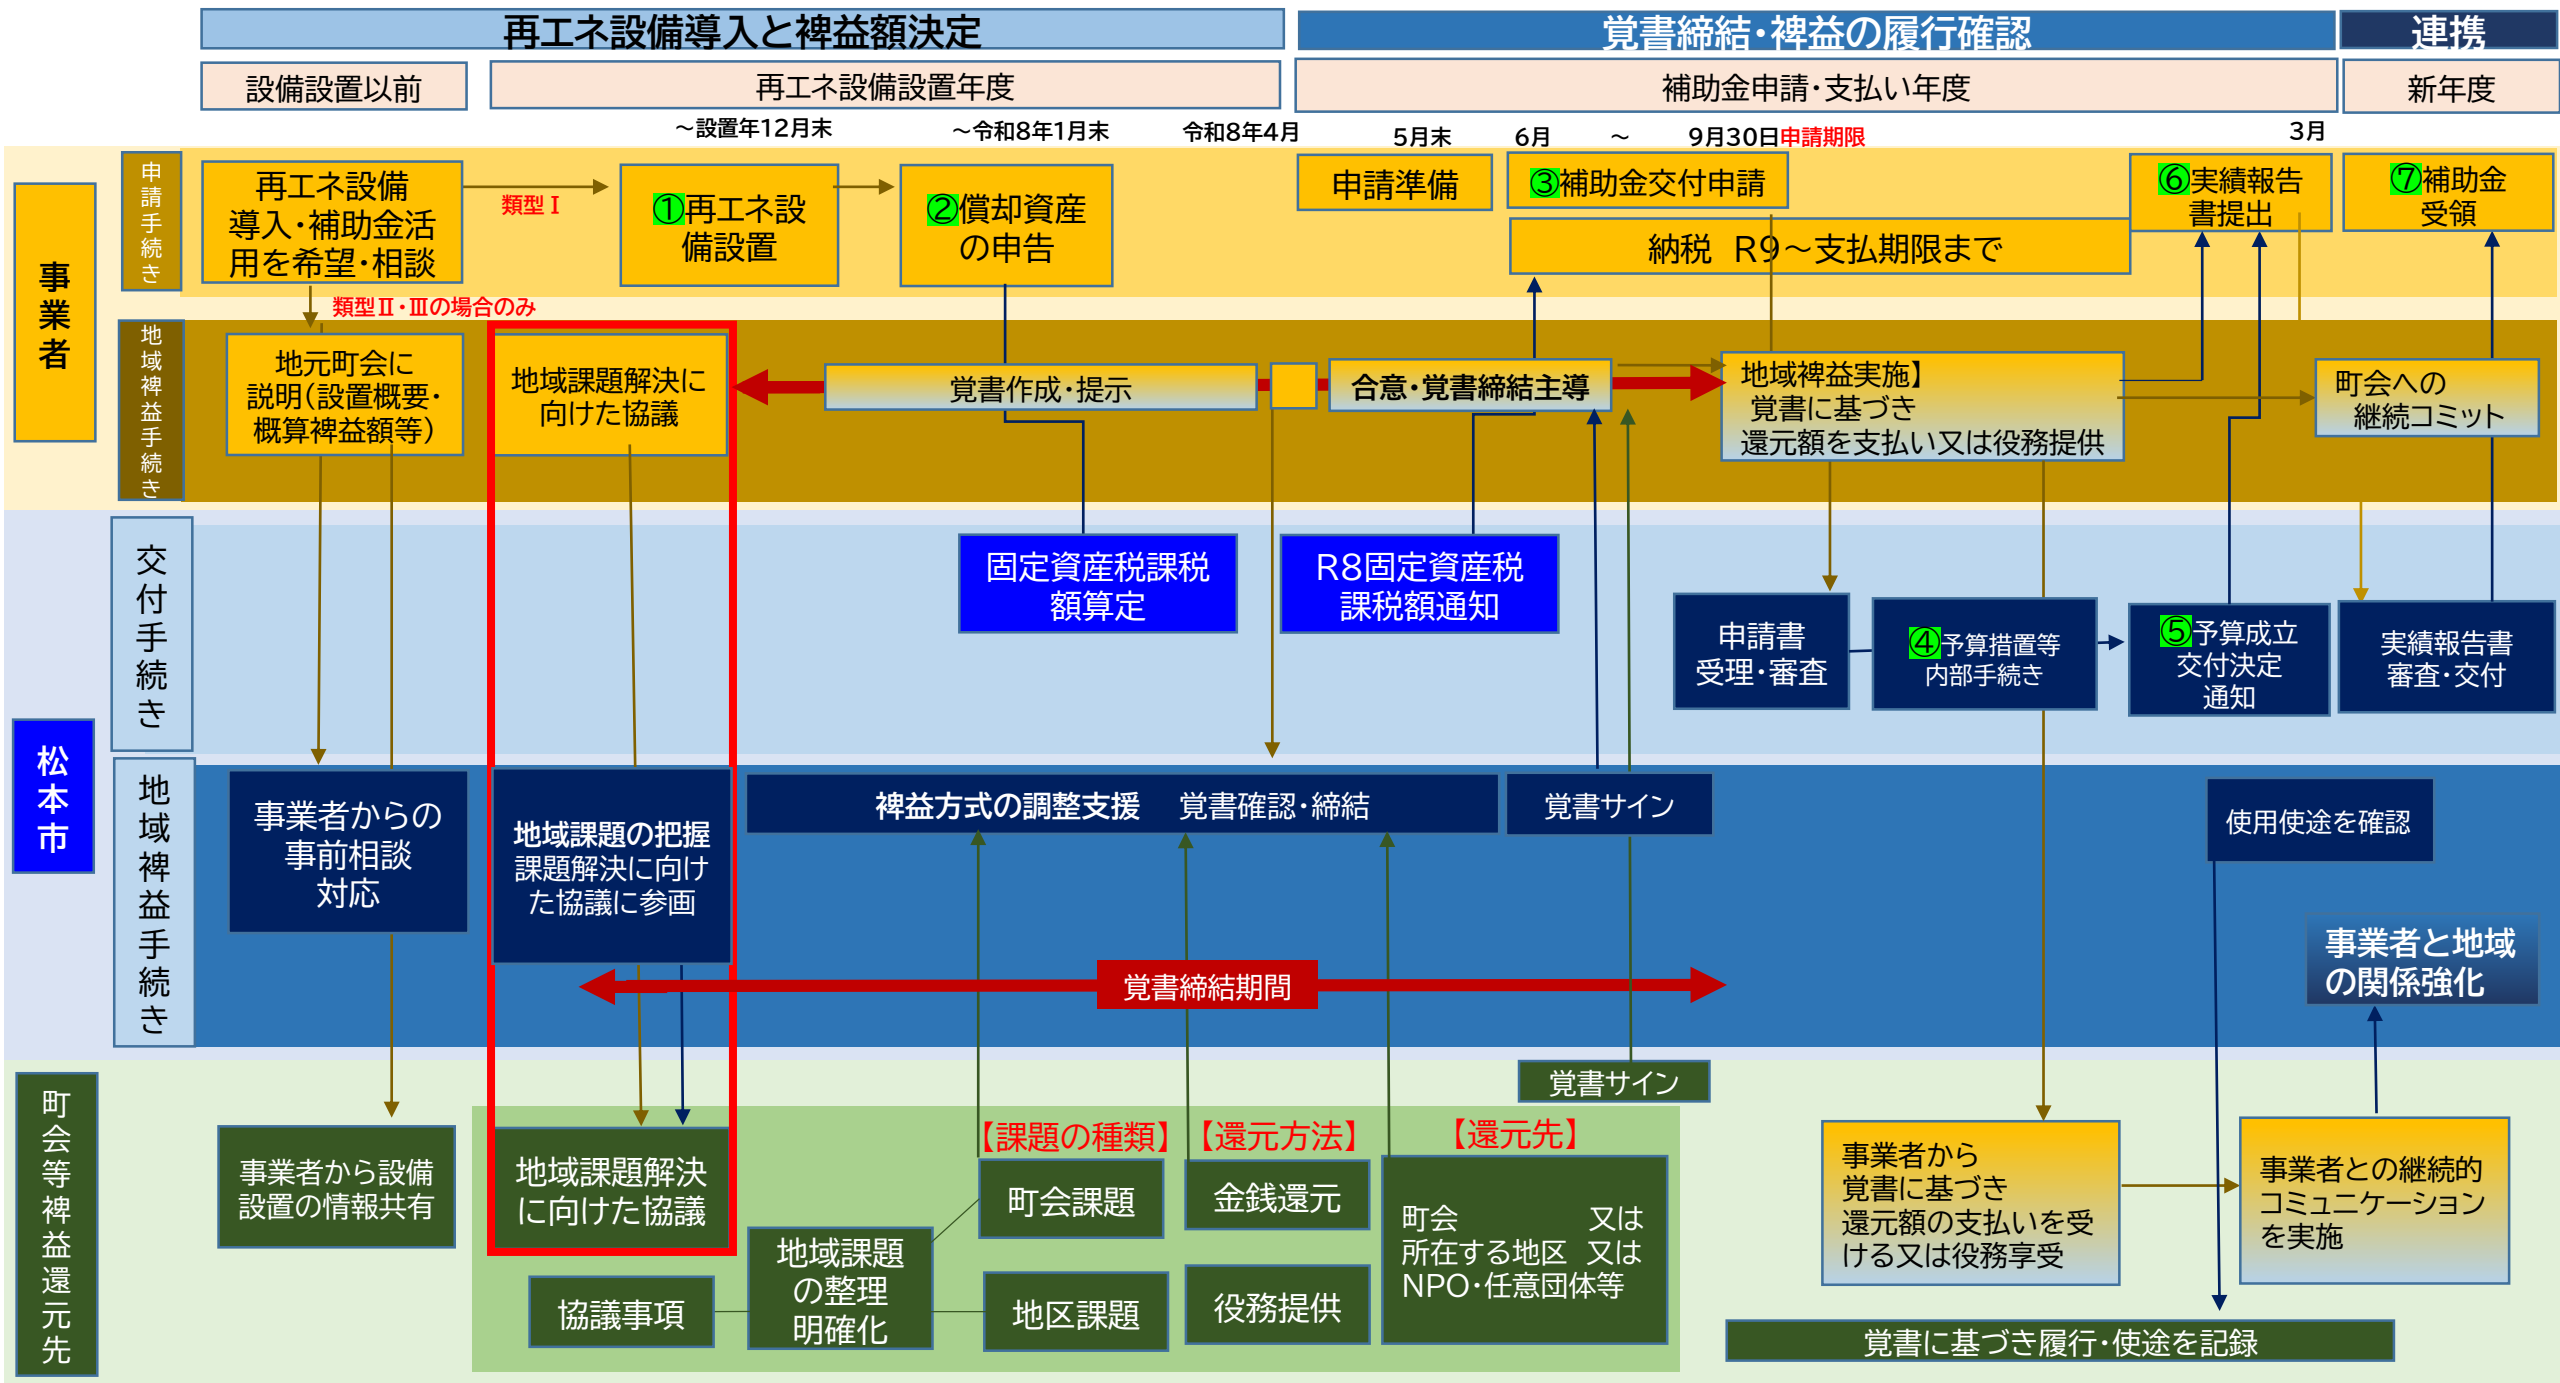 再エネ設備導入と裨益額決定
覚書締結･裨益の履行確認
連携
設備設置以前
再エネ設備設置年度
補助金申請･支払い年度
新年度
～設置年12月末
～令和8年1月末
令和8年4月
5月末
6月
～
9月30日申請期限
3月
事業者
申請手続き
再エネ設備
導入･補助金活
用を希望･相談
類型Ⅰ
①再エネ設
備設置
②償却資産
の申告
申請準備
③補助金交付申請
納税　R9～支払期限まで
⑥実績報告
書提出
⑦補助金
受領
類型Ⅱ･Ⅲの場合のみ
地域裨益手続き
地元町会に
説明(設置概要･
概算裨益額等)
地域課題解決に
向けた協議
覚書作成･提示
合意･覚書締結主導
地域裨益実施】
覚書に基づき
還元額を支払い又は役務提供
町会への
継続コミット
松本市
交付手続き
固定資産税課税
額算定
R8固定資産税
課税額通知
申請書
受理･審査
④予算措置等
内部手続き
⑤予算成立
交付決定
通知
実績報告書
審査･交付
地域裨益手続き
事業者からの
事前相談
対応
地域課題の把握
課題解決に向け
た協議に参画
裨益方式の調整支援　覚書確認･締結
覚書サイン
使用使途を確認
覚書締結期間
事業者と地域
の関係強化
町会等裨益還元先
覚書サイン
事業者から設備
設置の情報共有
地域課題解決
に向けた協議
【課題の種類】
【還元方法】
【還元先】
協議事項
地域課題
の整理
明確化
町会課題
地区課題
金銭還元
役務提供
町会　　　　又は
所在する地区　又は
NPO･任意団体等
事業者から
覚書に基づき
還元額の支払いを受
ける又は役務享受
事業者との継続的
コミュニケーション
を実施
覚書に基づき履行･使途を記録